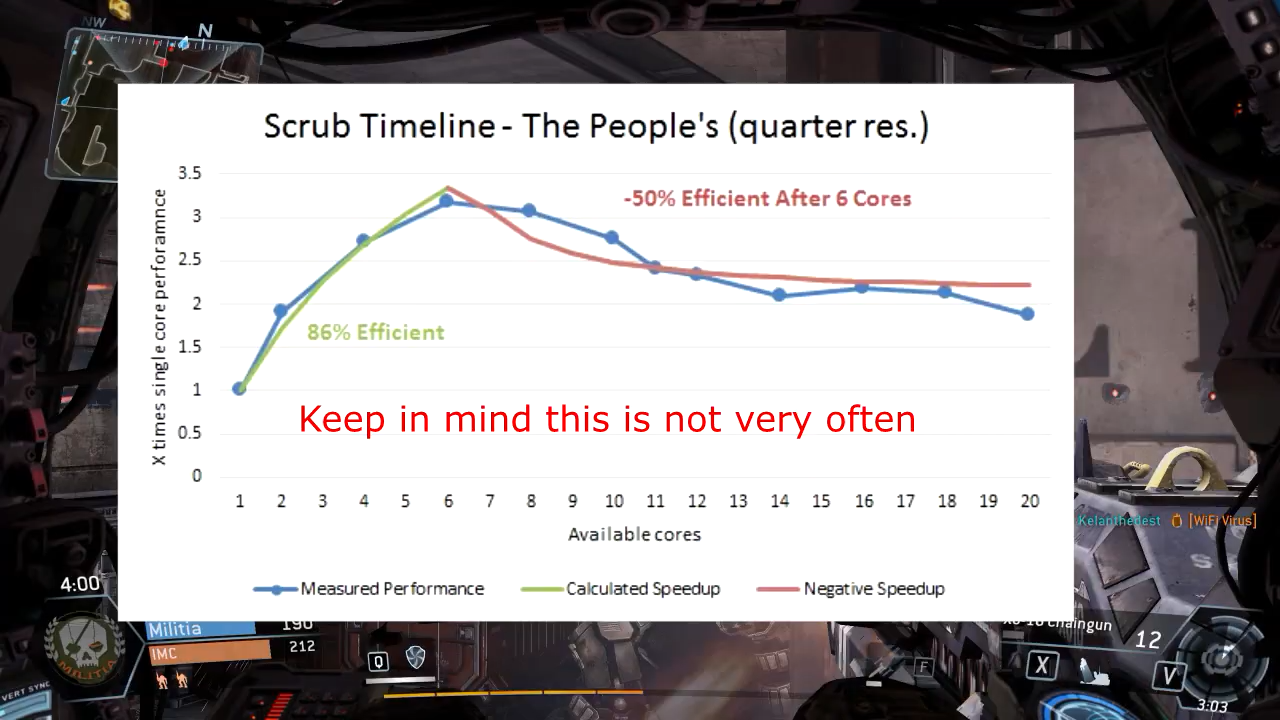 NW
N
Scrub Timeline - The People's (quarter res.)
3.5
3
2.5
2
1.5
1
0.5
0
X times single core perforamnce
-50% Efficient After 6 Cores
86% Efficient
Keep in mind this is not very often
1 2 3 4 5 6 7 8 9 10 11 12 13 14 15 16 17 18 19 20
Available cores
Measured Performance
Calculated Speedup
Negative Speedup
Kelanthedest [WiFi Virus]
4:00
Militia 190
IMC 212
MILITIA
VERT SYNC
Q
F
Chaingun
12
X
V
3:03
S